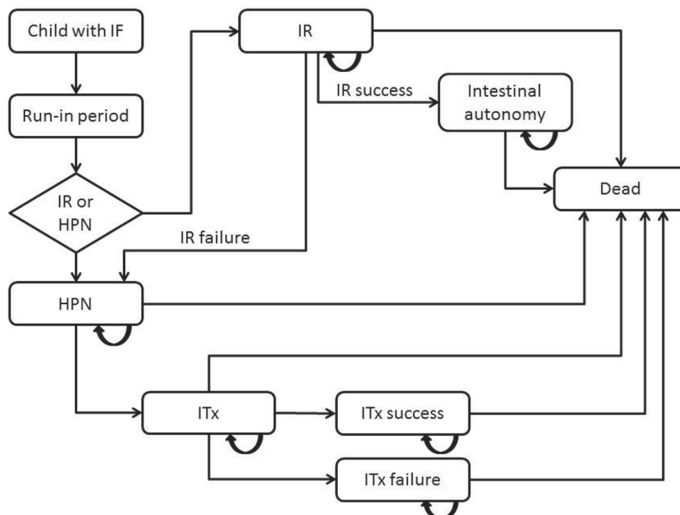 Child with IF
IR
IR success
Intestinal
autonomy
Run-in period
IR or
HPN
Dead
IR failure
HPN
ITx
ITx success
ITx failure